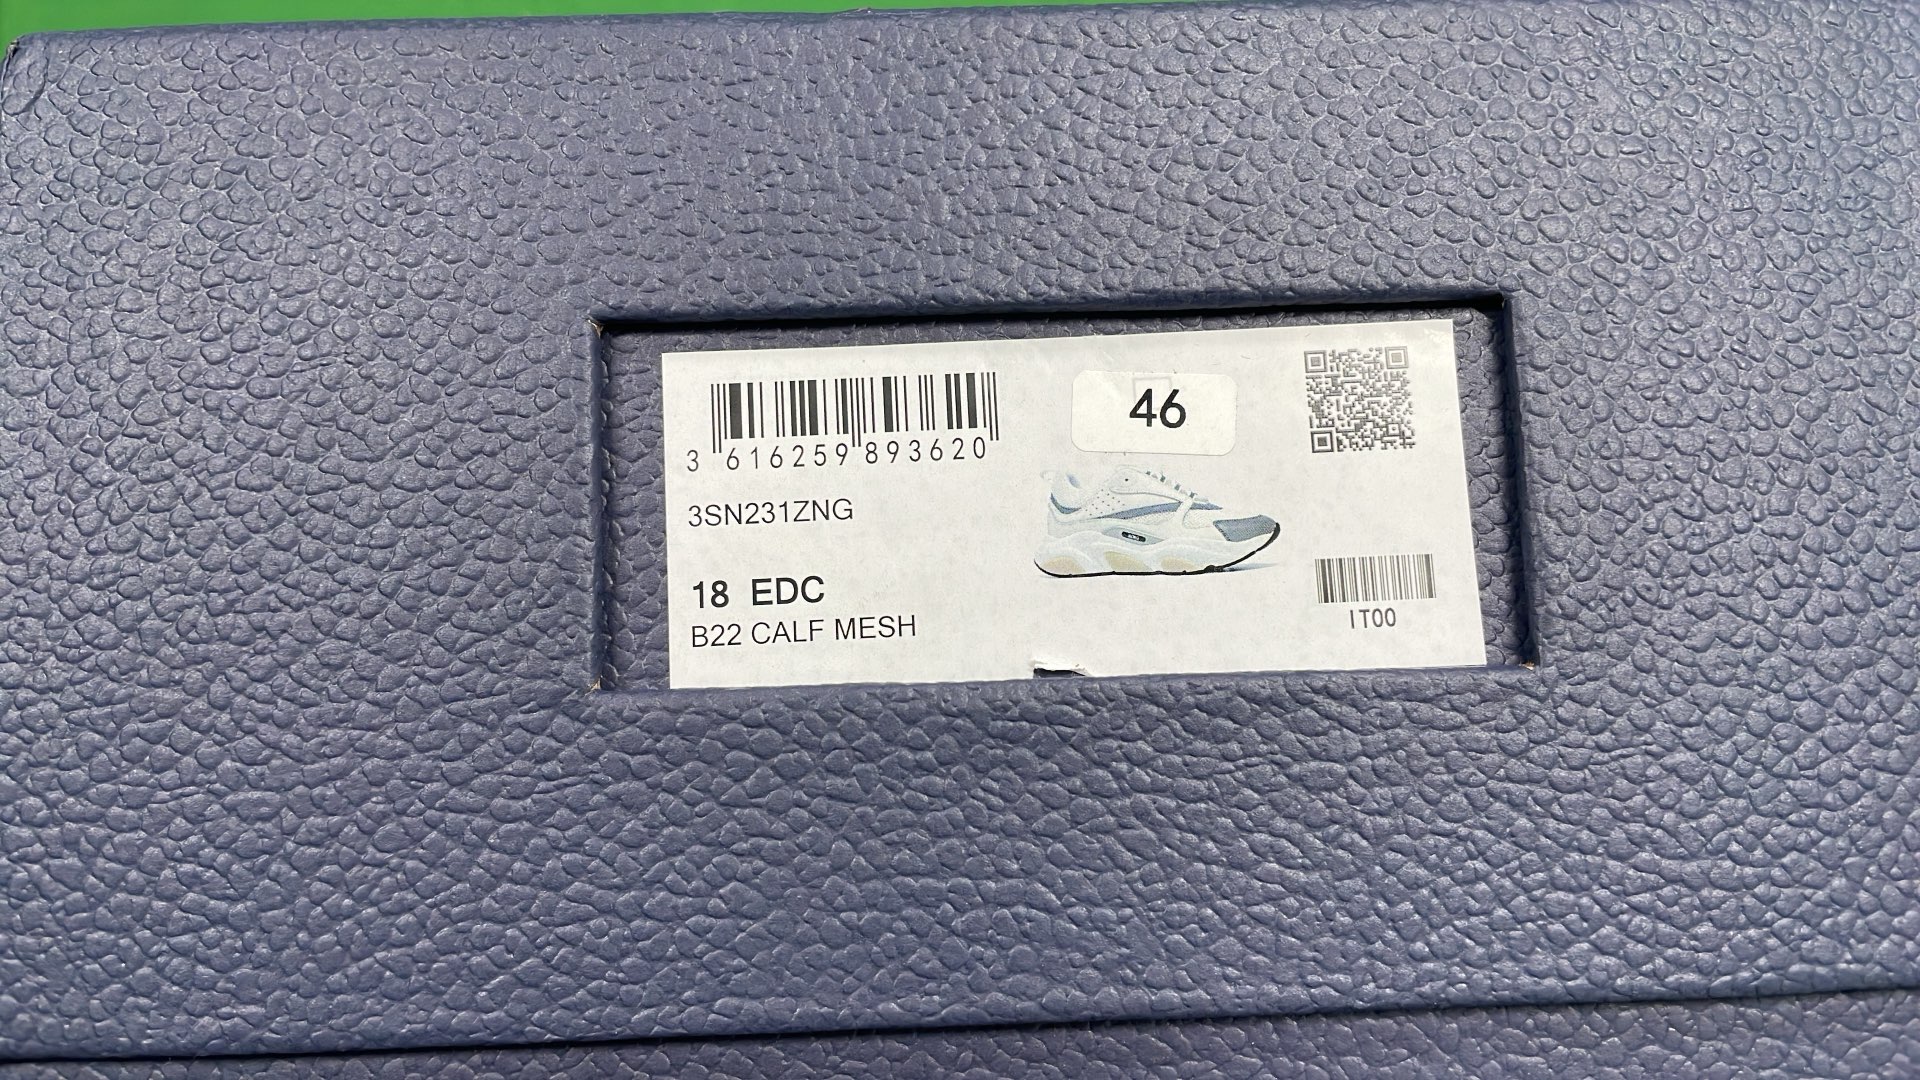 3 616259 893620
46
3SN231ZNG
18 EDC
B22 CALF MESH
IT00